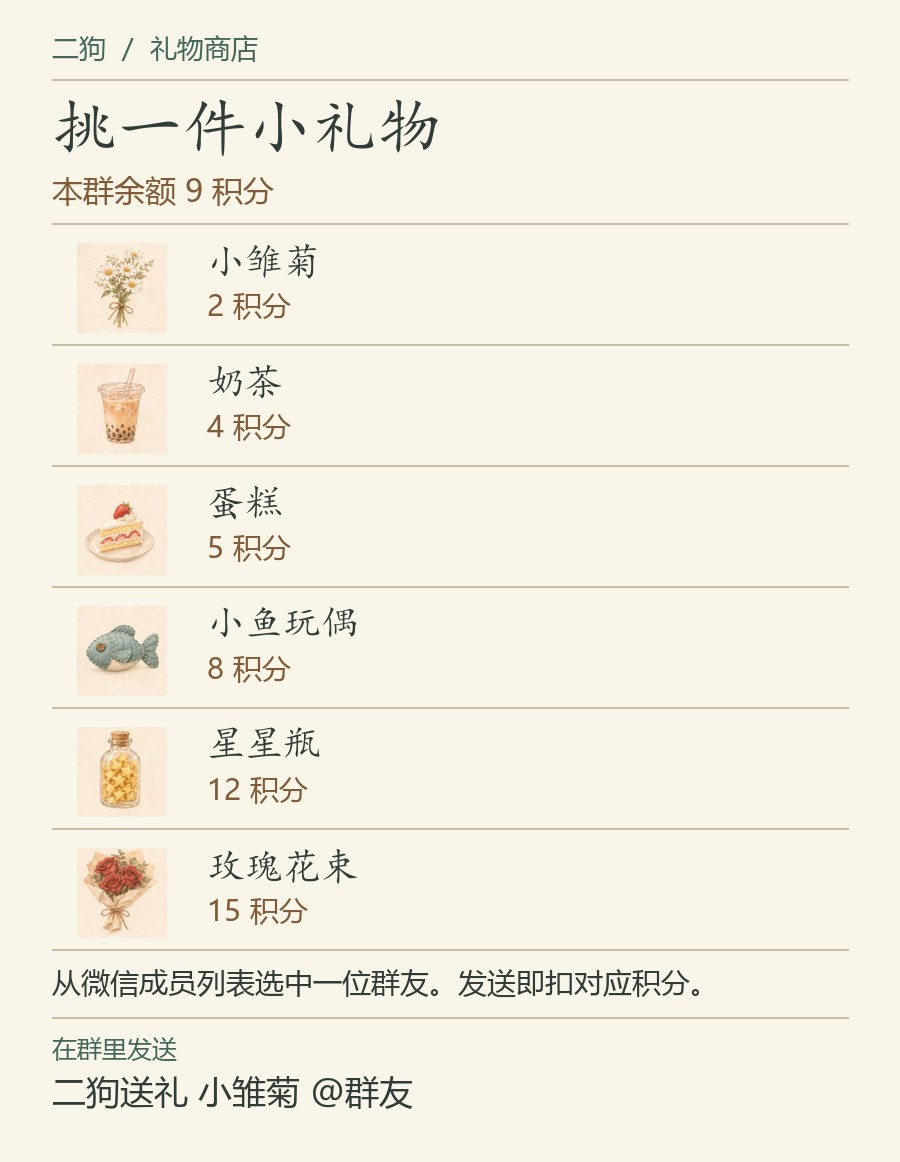 二狗 / 礼物商店
挑一件小礼物
本群余额 9 积分
小雏菊
2 积分
奶茶
4 积分
蛋糕
5 积分
小鱼玩偶
8 积分
星星瓶
12 积分
玫瑰花束
15 积分
从微信成员列表选中一位群友。发送即扣对应积分。
在群里发送
二狗送礼 小雏菊 @群友